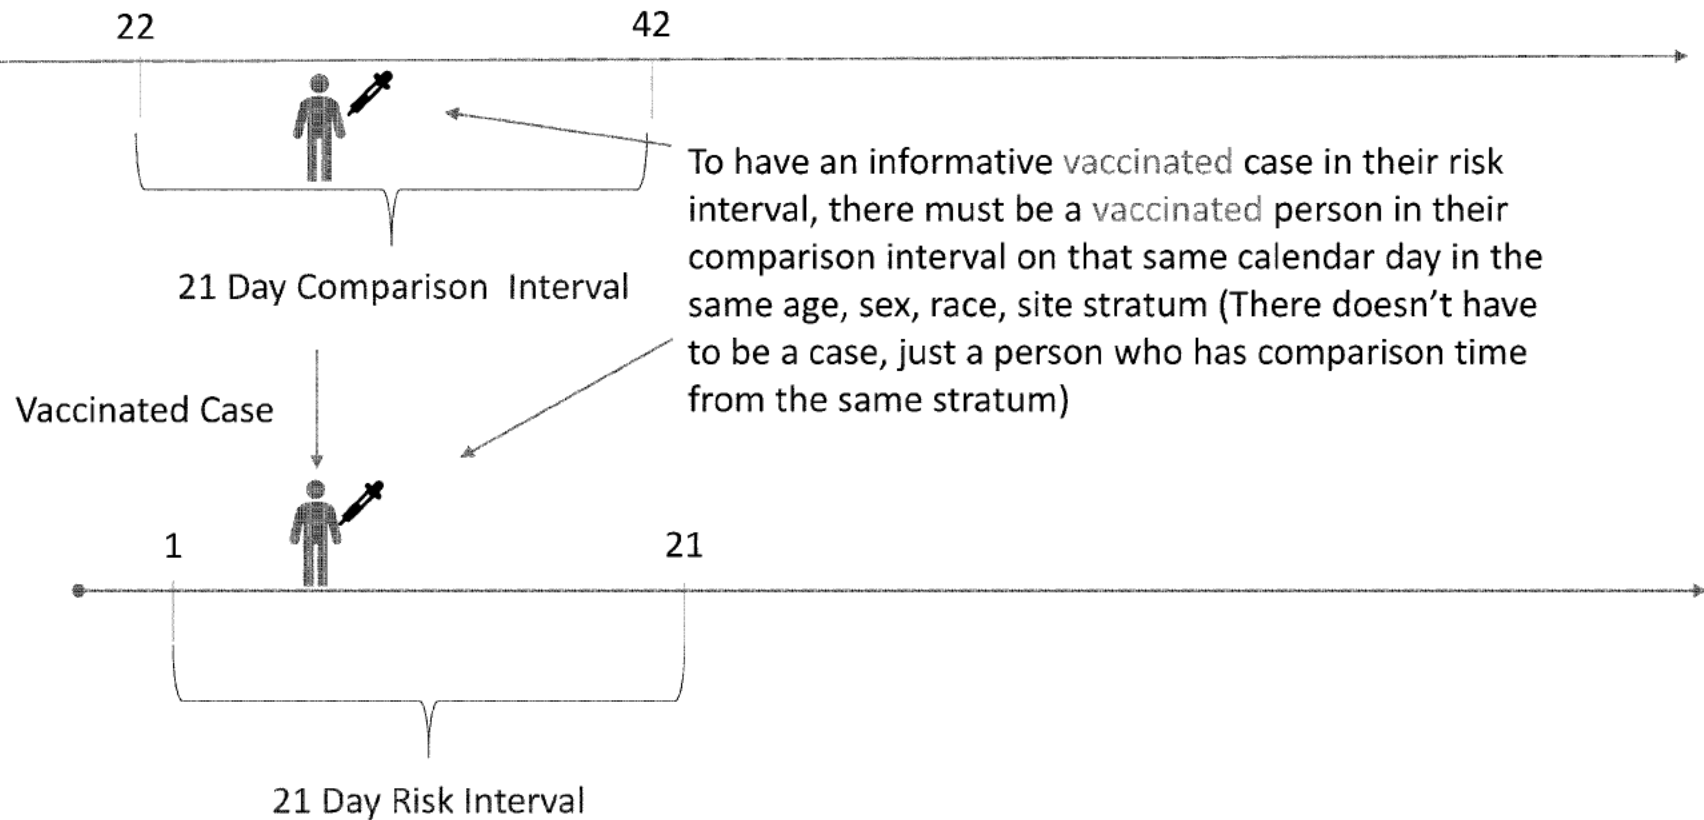 22
42
To have an informative vaccinated case in their risk
interval, there must be a vaccinated person in their
comparison interval on that same calendar day in the
same age, sex, race, site stratum (There doesn't have
to be a case, just a person who has comparison time
from the same stratum)
21 Day Comparison Interval
Vaccinated Case
1
21
21 Day Risk Interval